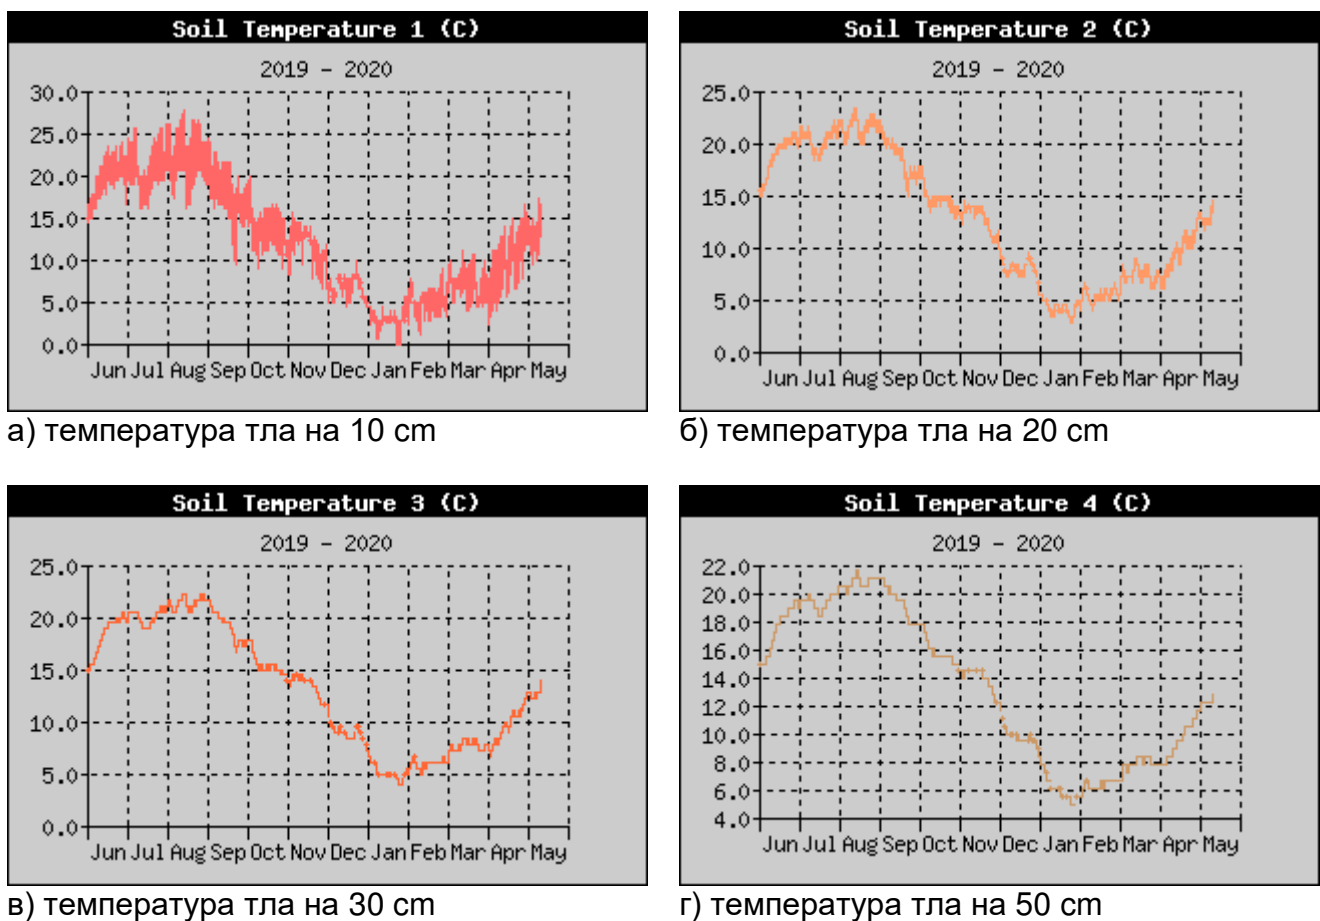 Soil Temperature 1 (C)
2019 - 2020
30.0
25.0
20.0
15.0
10.0
5.0
0.0
Jun Jul Aug Sep Oct Nov Dec Jan Feb Mar Apr May
а) температура тла на 10 cm
Soil Temperature 2 (C)
2019 - 2020
25.0
20.0
15.0
10.0
5.0
0.0
Jun Jul Aug Sep Oct Nov Dec Jan Feb Mar Apr May
б) температура тла на 20 cm
Soil Temperature 3 (C)
2019 - 2020
25.0
20.0
15.0
10.0
5.0
0.0
Jun Jul Aug Sep Oct Nov Dec Jan Feb Mar Apr May
в) температура тла на 30 cm
Soil Temperature 4 (C)
2019 - 2020
22.0
20.0
18.0
16.0
14.0
12.0
10.0
8.0
6.0
4.0
Jun Jul Aug Sep Oct Nov Dec Jan Feb Mar Apr May
г) температура тла на 50 cm